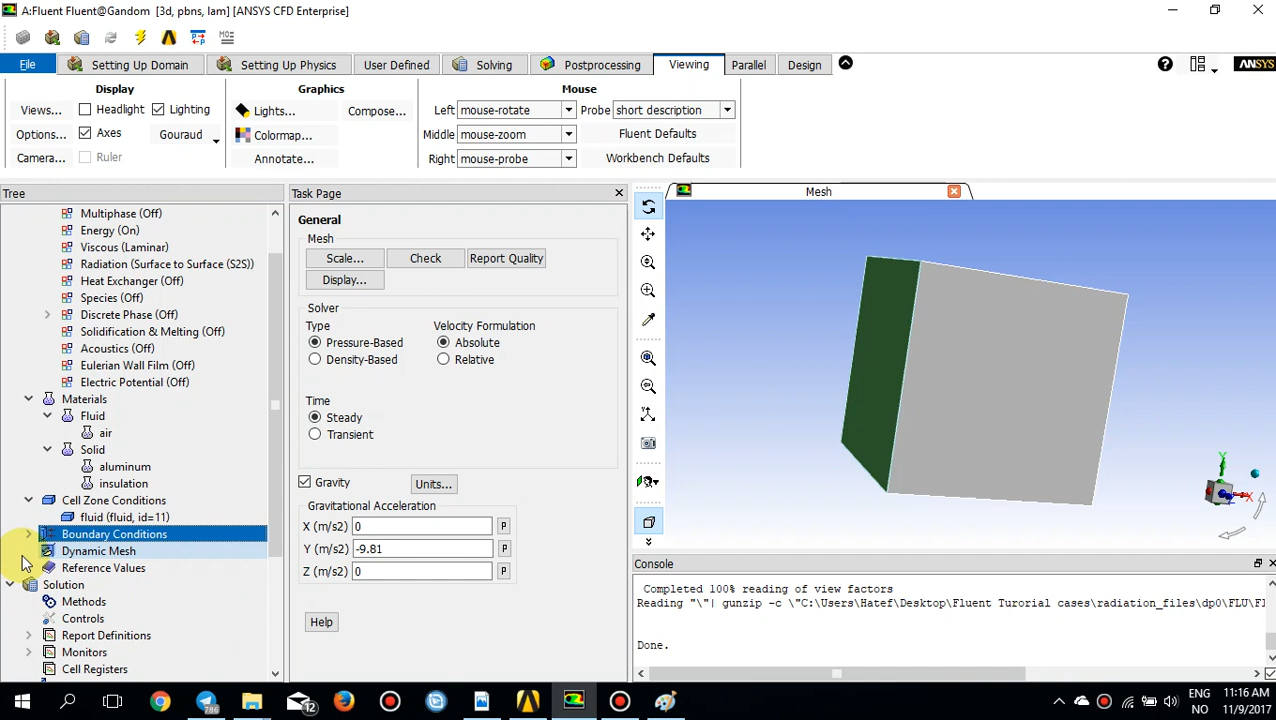 A:Fluent Fluent@Gandom [3d, pbns, lam] [ANSYS CFD Enterprise]
File Setting Up Domain Setting Up Physics User Defined Solving Postprocessing Viewing Parallel Design ANSYS
Display Graphics Mouse
Views... Headlight Lighting Lights... Compose... Left mouse-rotate Probe short description
Options... Axes Gouraud Colormap... Middle mouse-zoom Fluent Defaults
Camera... Ruler Annotate... Right mouse-probe Workbench Defaults
Tree
Multiphase (Off)
Energy (On)
Viscous (Laminar)
Radiation (Surface to Surface (S2S))
Heat Exchanger (Off)
Species (Off)
Discrete Phase (Off)
Solidification & Melting (Off)
Acoustics (Off)
Eulerian Wall Film (Off)
Electric Potential (Off)
Materials
Fluid
air
Solid
aluminum
insulation
Cell Zone Conditions
fluid (fluid, id=11)
Boundary Conditions
Dynamic Mesh
Reference Values
Solution
Methods
Controls
Report Definitions
Monitors
Cell Registers
Task Page
General
Mesh
Scale... Check Report Quality
Display...
Solver
Type Velocity Formulation
Pressure-Based Absolute
Density-Based Relative
Time
Steady
Transient
Gravity Units...
Gravitational Acceleration
X (m/s2) 0 P
Y (m/s2) -9.81 P
Z (m/s2) 0 P
Help
Mesh
Y
X
Console
Completed 100% reading of view factors
Reading "\"| gunzip -c \"C:\Users\Hatef\Desktop\Fluent Turorial cases\radiation_files\dp0\FLU\Fl
Done.
786
12
ENG 11:16 AM
NO 11/9/2017